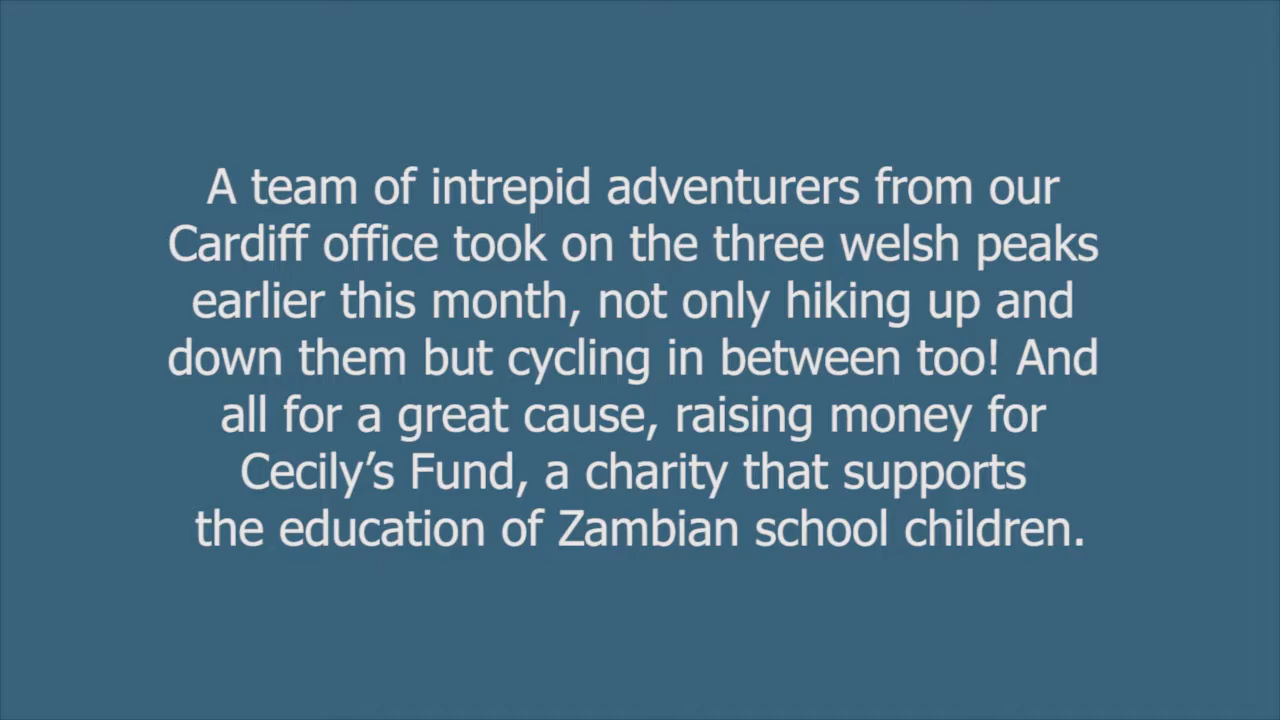 A team of intrepid adventurers from our
Cardiff office took on the three welsh peaks
earlier this month, not only hiking up and
down them but cycling in between too! And
all for a great cause, raising money for
Cecily’s Fund, a charity that supports
the education of Zambian school children.